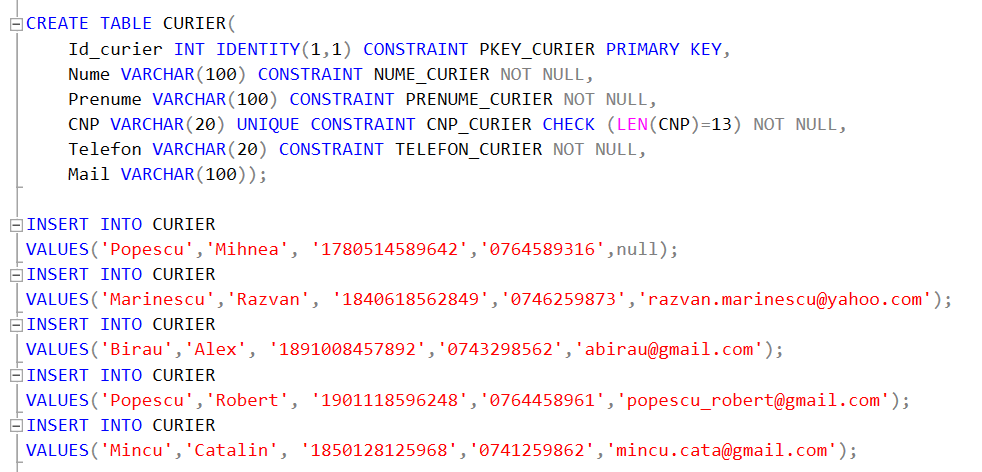 CREATE TABLE CURIER(
Id_curier INT IDENTITY(1,1) CONSTRAINT PKEY_CURIER PRIMARY KEY,
Nume VARCHAR(100) CONSTRAINT NUME_CURIER NOT NULL,
Prenume VARCHAR(100) CONSTRAINT PRENUME_CURIER NOT NULL,
CNP VARCHAR(20) UNIQUE CONSTRAINT CNP_CURIER CHECK (LEN(CNP)=13) NOT NULL,
Telefon VARCHAR(20) CONSTRAINT TELEFON_CURIER NOT NULL,
Mail VARCHAR(100));
INSERT INTO CURIER
VALUES('Popescu','Mihnea', '1780514589642','0764589316',null);
INSERT INTO CURIER
VALUES('Marinescu','Razvan', '1840618562849','0746259873','razvan.marinescu@yahoo.com');
INSERT INTO CURIER
VALUES('Birau','Alex', '1891008457892','0743298562','abirau@gmail.com');
INSERT INTO CURIER
VALUES('Popescu','Robert', '1901118596248','0764458961','popescu_robert@gmail.com');
INSERT INTO CURIER
VALUES('Mincu','Catalin', '1850128125968','0741259862','mincu.cata@gmail.com');